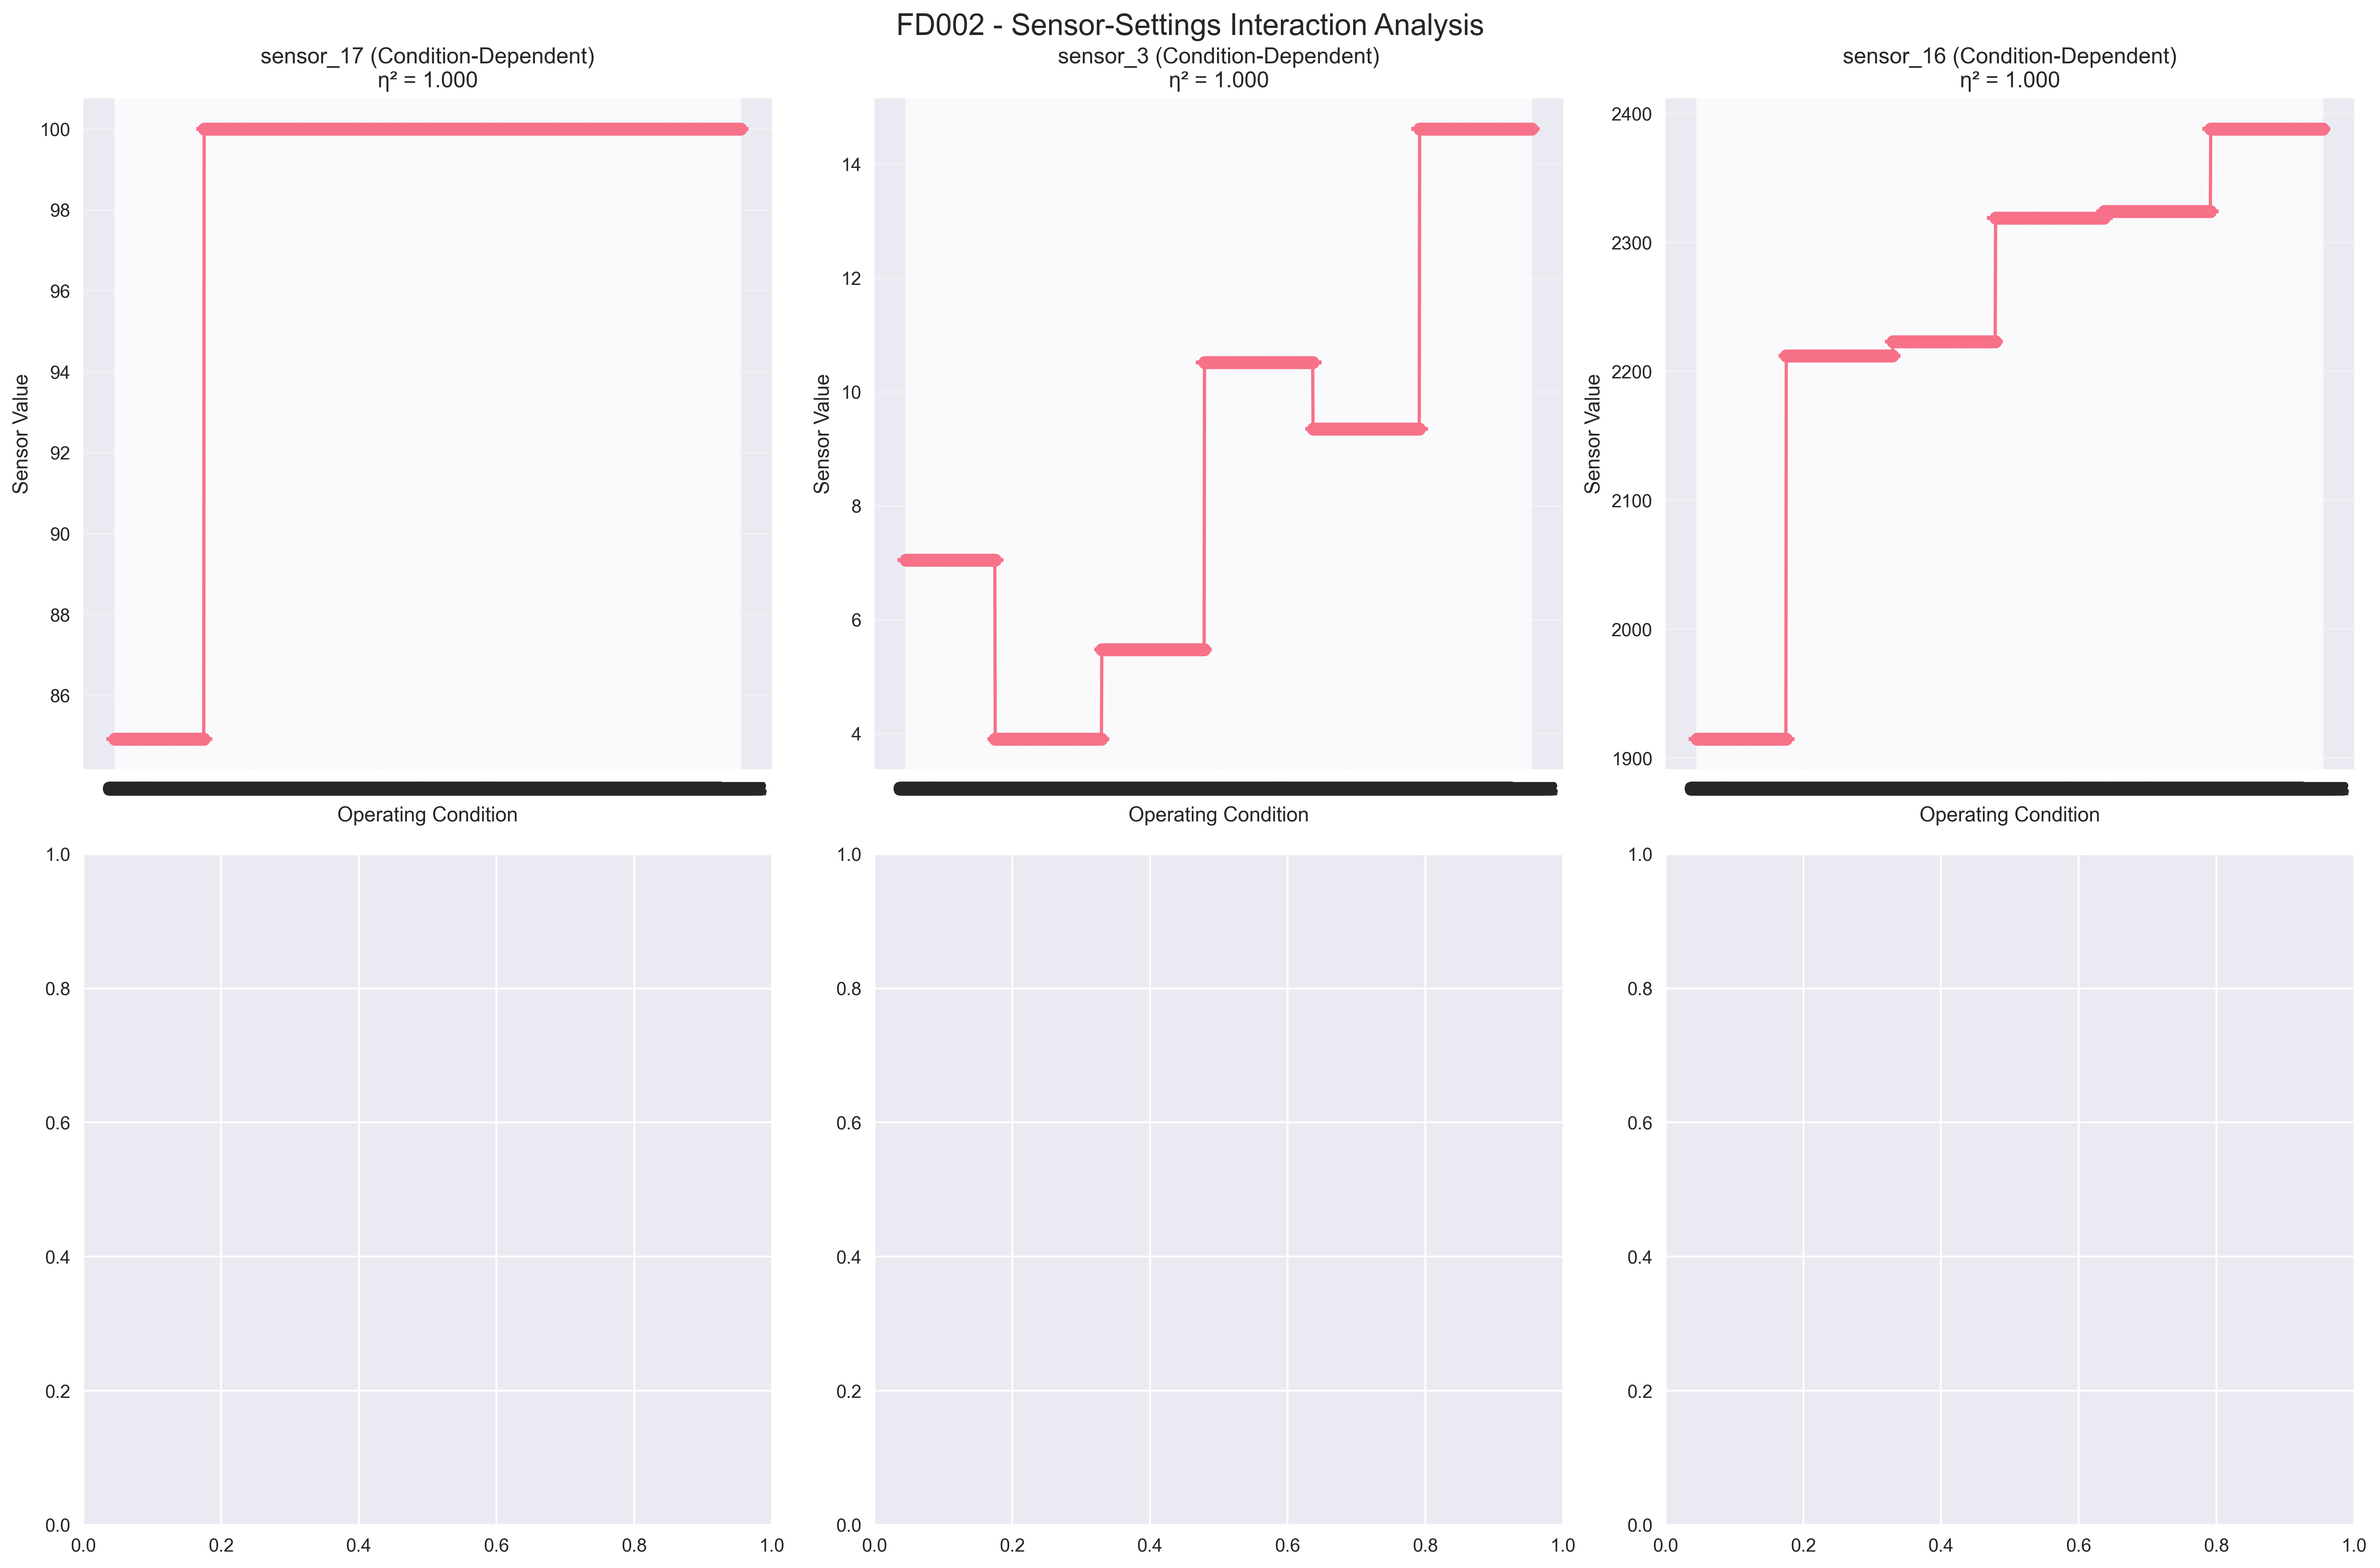 FD002 - Sensor-Settings Interaction Analysis
sensor_17 (Condition-Dependent)
η² = 1.000
100
98
96
94
92
90
88
86
Sensor Value
Operating Condition
sensor_3 (Condition-Dependent)
η² = 1.000
14
12
10
8
6
4
Sensor Value
Operating Condition
sensor_16 (Condition-Dependent)
η² = 1.000
2400
2300
2200
2100
2000
1900
Sensor Value
Operating Condition
1.0
0.8
0.6
0.4
0.2
0.0
0.0 0.2 0.4 0.6 0.8 1.0
1.0
0.8
0.6
0.4
0.2
0.0
0.0 0.2 0.4 0.6 0.8 1.0
1.0
0.8
0.6
0.4
0.2
0.0
0.0 0.2 0.4 0.6 0.8 1.0